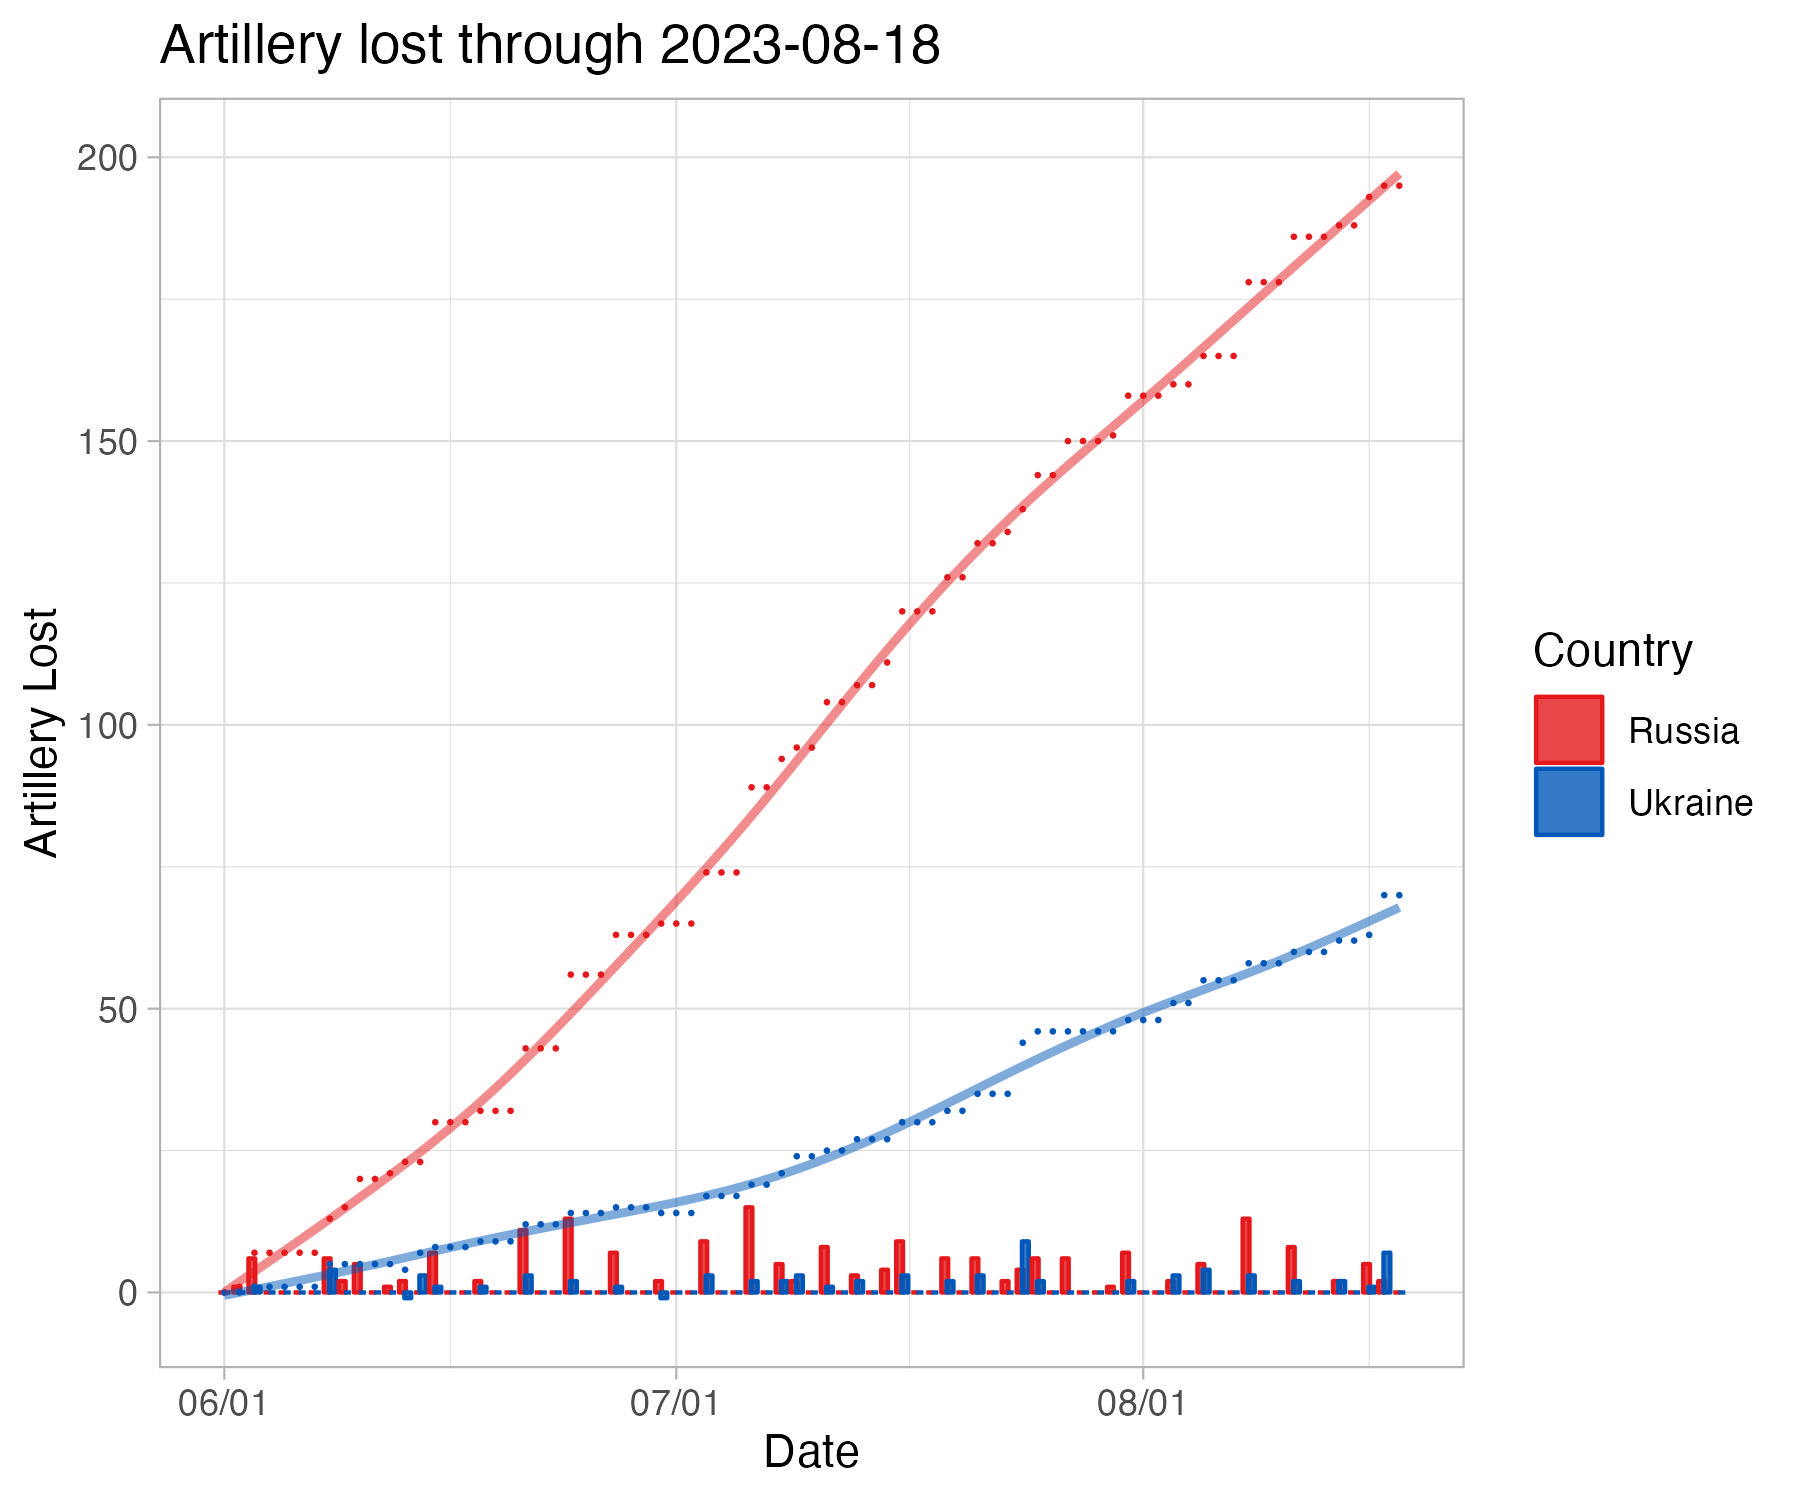 Artillery lost through 2023-08-18
Artillery Lost
200
150
100
50
0
06/01
07/01
08/01
Date
Country
Russia
Ukraine